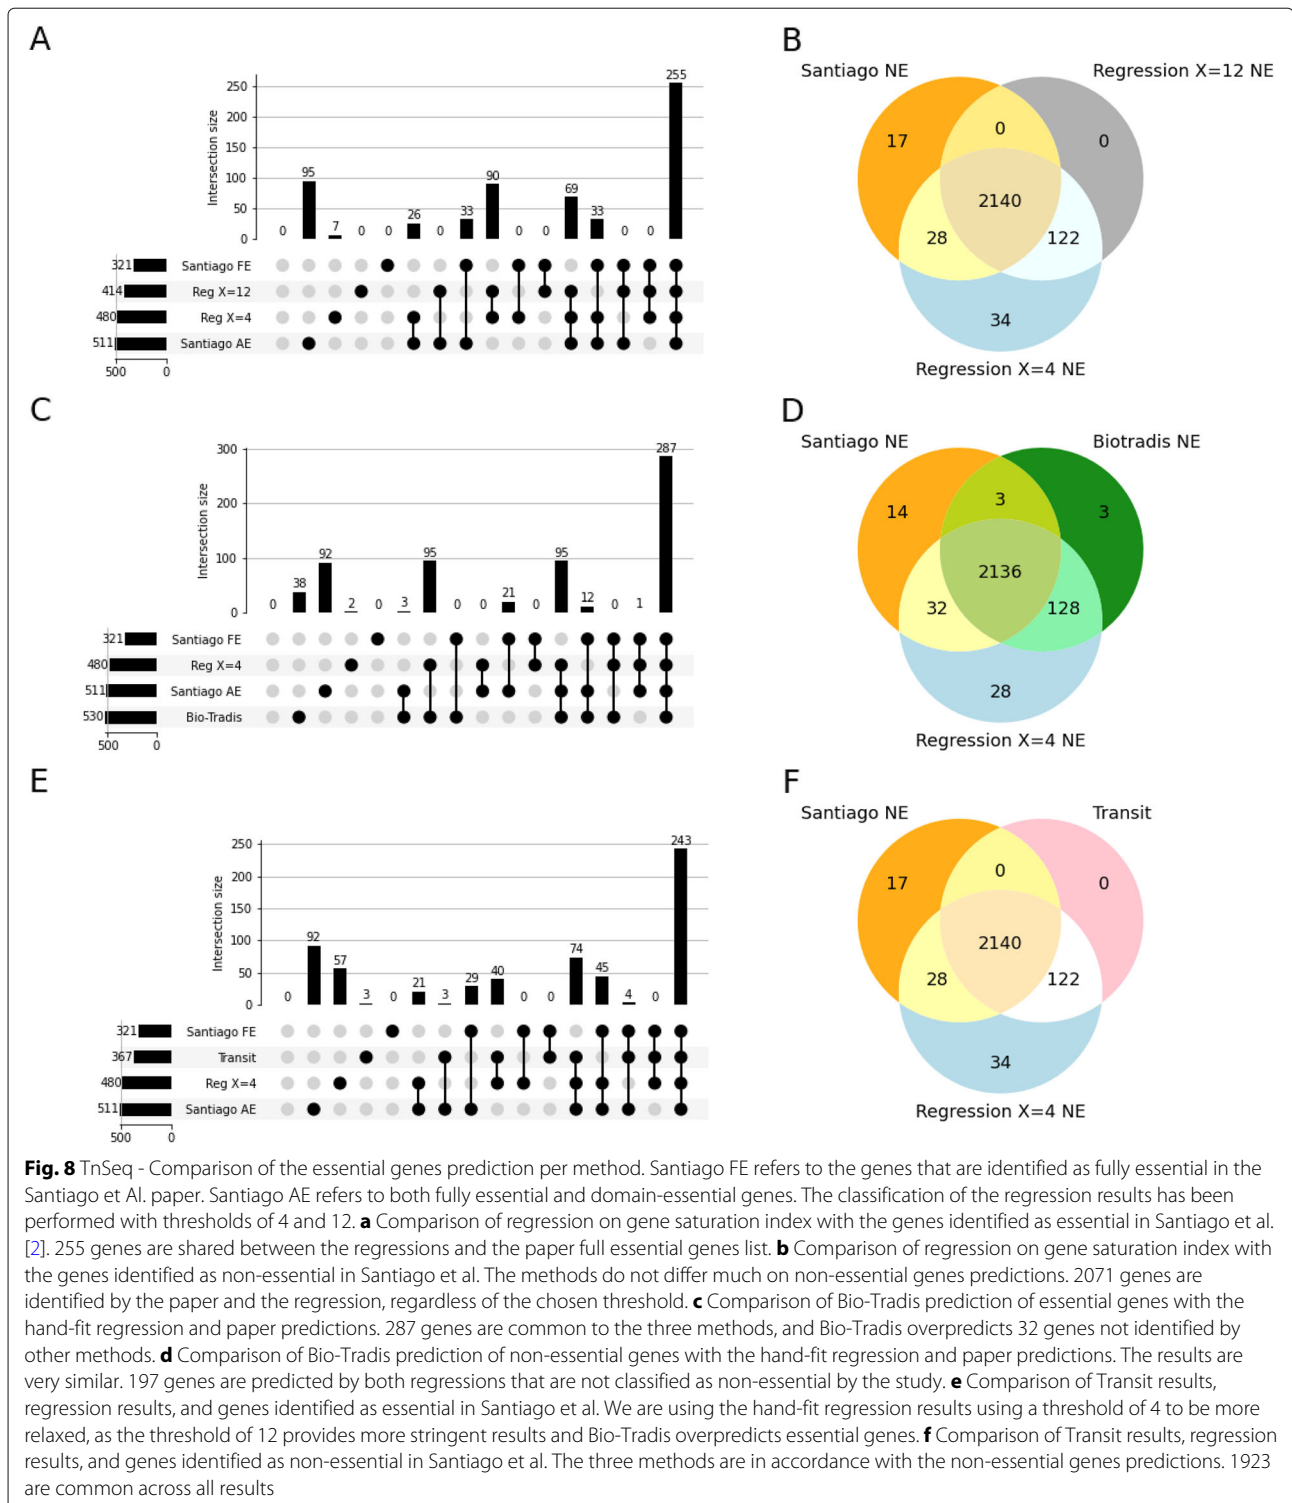 A
Intersection size
250
200
150
100
50
0
0 95 7 0 0 26 0 33 90 0 0 69 33 0 0 255
321 Santiago FE
414 Reg X=12
480 Reg X=4
511 Santiago AE
500 0
B
Santiago NE
Regression X=12 NE
17 0 0
2140
28 122
34
Regression X=4 NE
C
Intersection size
300
200
100
0
0 38 92 2 0 3 95 0 0 21 0 95 12 0 1 287
321 Santiago FE
480 Reg X=4
511 Santiago AE
530 Bio-Tradis
500 0
D
Santiago NE
Biotradis NE
14 3 3
2136
32 128
28
Regression X=4 NE
E
Intersection size
250
200
150
100
50
0
0 92 57 3 0 21 3 29 40 0 0 74 45 4 0 243
321 Santiago FE
367 Transit
480 Reg X=4
511 Santiago AE
500 0
F
Santiago NE
Transit
17 0 0
2140
28 122
34
Regression X=4 NE
Fig. 8 TnSeq - Comparison of the essential genes prediction per method. Santiago FE refers to the genes that are identified as fully essential in the
Santiago et Al. paper. Santiago AE refers to both fully essential and domain-essential genes. The classification of the regression results has been
performed with thresholds of 4 and 12. a Comparison of regression on gene saturation index with the genes identified as essential in Santiago et al.
[2]. 255 genes are shared between the regressions and the paper full essential genes list. b Comparison of regression on gene saturation index with
the genes identified as non-essential in Santiago et al. The methods do not differ much on non-essential genes predictions. 2071 genes are
identified by the paper and the regression, regardless of the chosen threshold. c Comparison of Bio-Tradis prediction of essential genes with the
hand-fit regression and paper predictions. 287 genes are common to the three methods, and Bio-Tradis overpredicts 32 genes not identified by
other methods. d Comparison of Bio-Tradis prediction of non-essential genes with the hand-fit regression and paper predictions. The results are
very similar. 197 genes are predicted by both regressions that are not classified as non-essential by the study. e Comparison of Transit results,
regression results, and genes identified as essential in Santiago et al. We are using the hand-fit regression results using a threshold of 4 to be more
relaxed, as the threshold of 12 provides more stringent results and Bio-Tradis overpredicts essential genes. f Comparison of Transit results, regression
results, and genes identified as non-essential in Santiago et al. The three methods are in accordance with the non-essential genes predictions. 1923
are common across all results